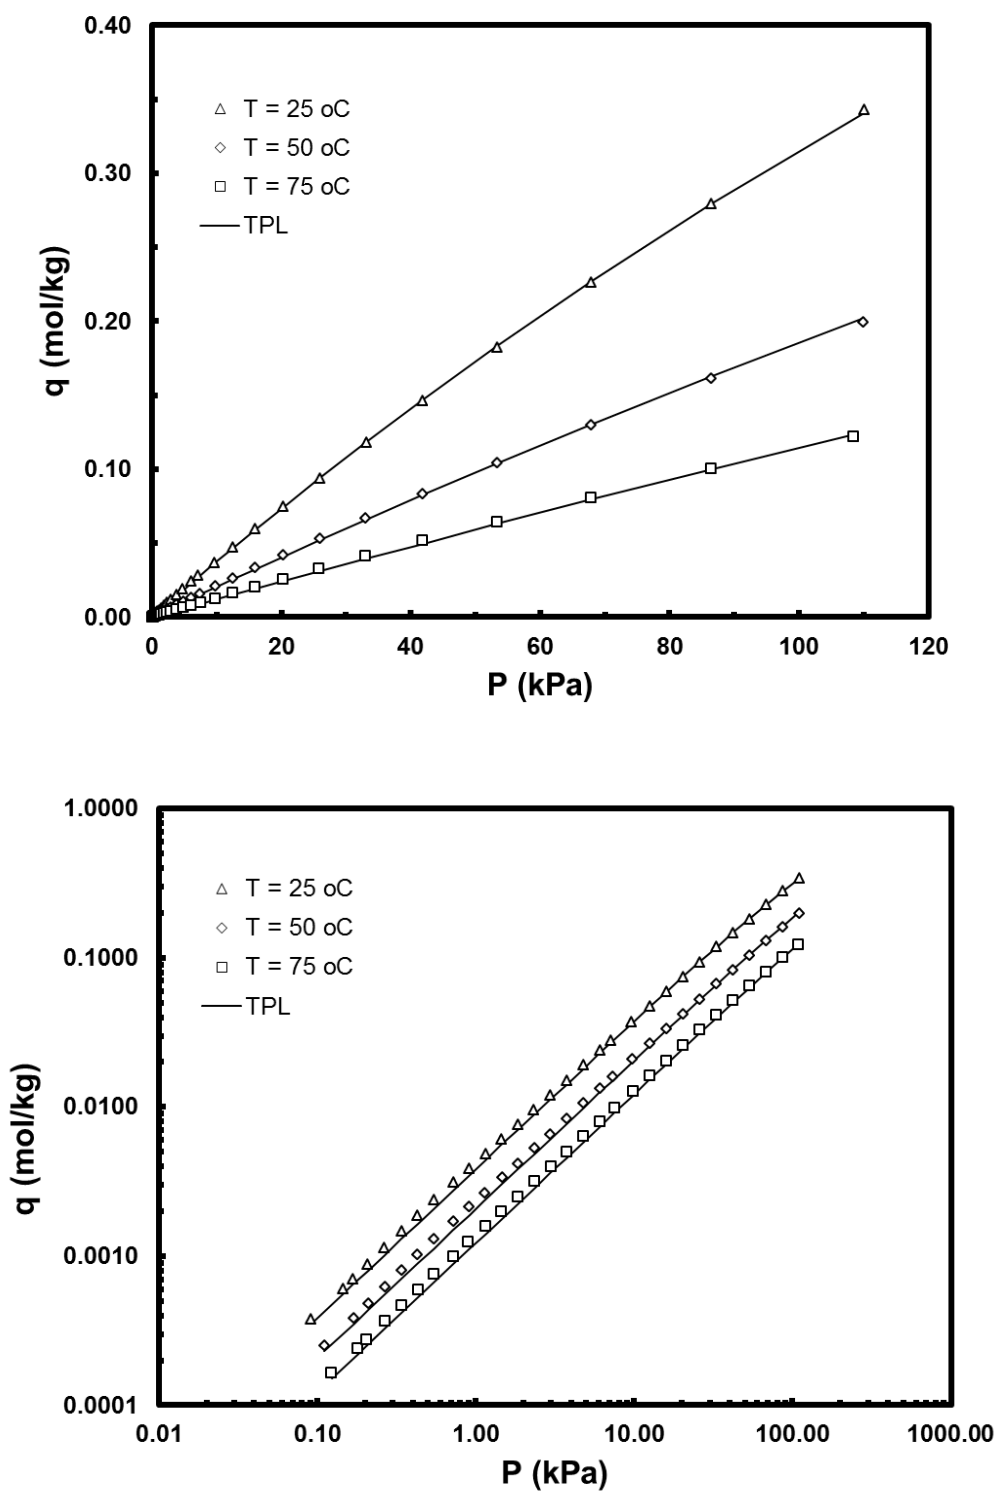 0.40
T = 25 oC
0.30
T = 50 oC
T = 75 oC
TPL
q (mol/kg)
0.20
0.10
0.00
0 20 40 60 80 100 120
P (kPa)
1.0000
T = 25 oC
T = 50 oC
0.1000
T = 75 oC
TPL
q (mol/kg)
0.0100
0.0010
0.0001
0.01 0.10 1.00 10.00 100.00 1000.00
P (kPa)